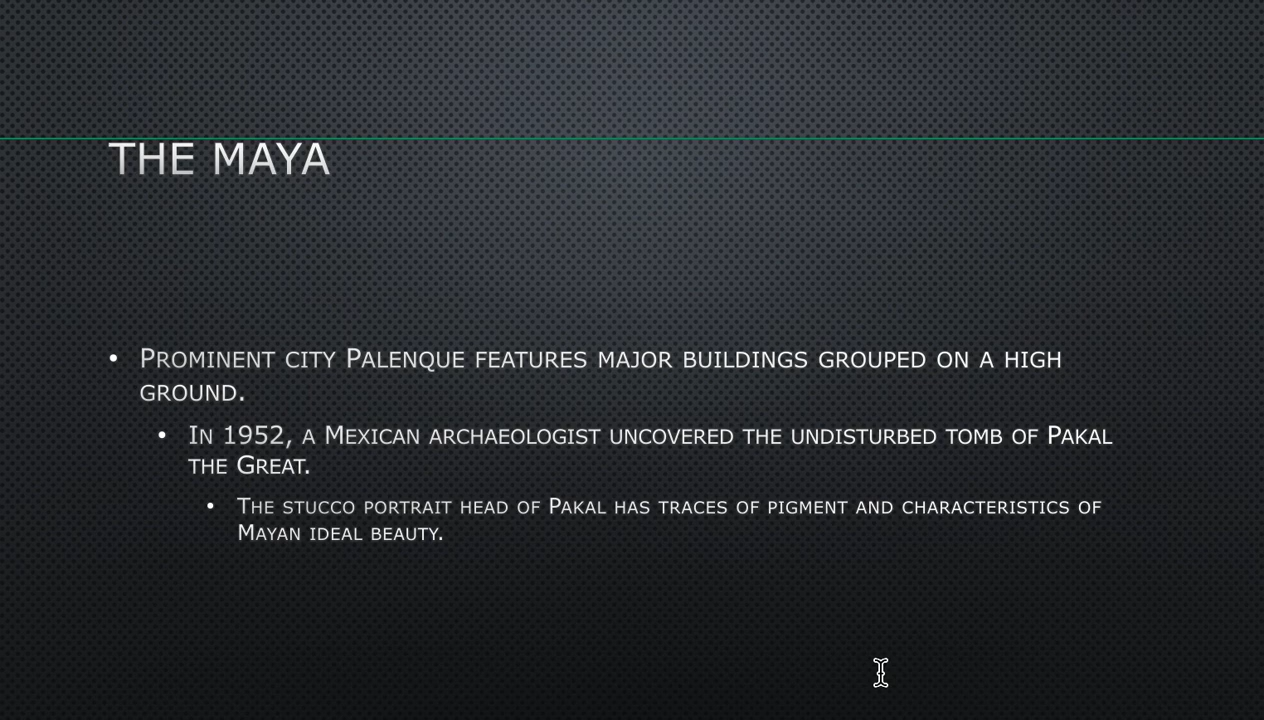 THE MAYA
• PROMINENT CITY PALENQUE FEATURES MAJOR BUILDINGS GROUPED ON A HIGH
GROUND.
• IN 1952, A MEXICAN ARCHAEOLOGIST UNCOVERED THE UNDISTURBED TOMB OF PAKAL
THE GREAT.
• THE STUCCO PORTRAIT HEAD OF PAKAL HAS TRACES OF PIGMENT AND CHARACTERISTICS OF
MAYAN IDEAL BEAUTY.